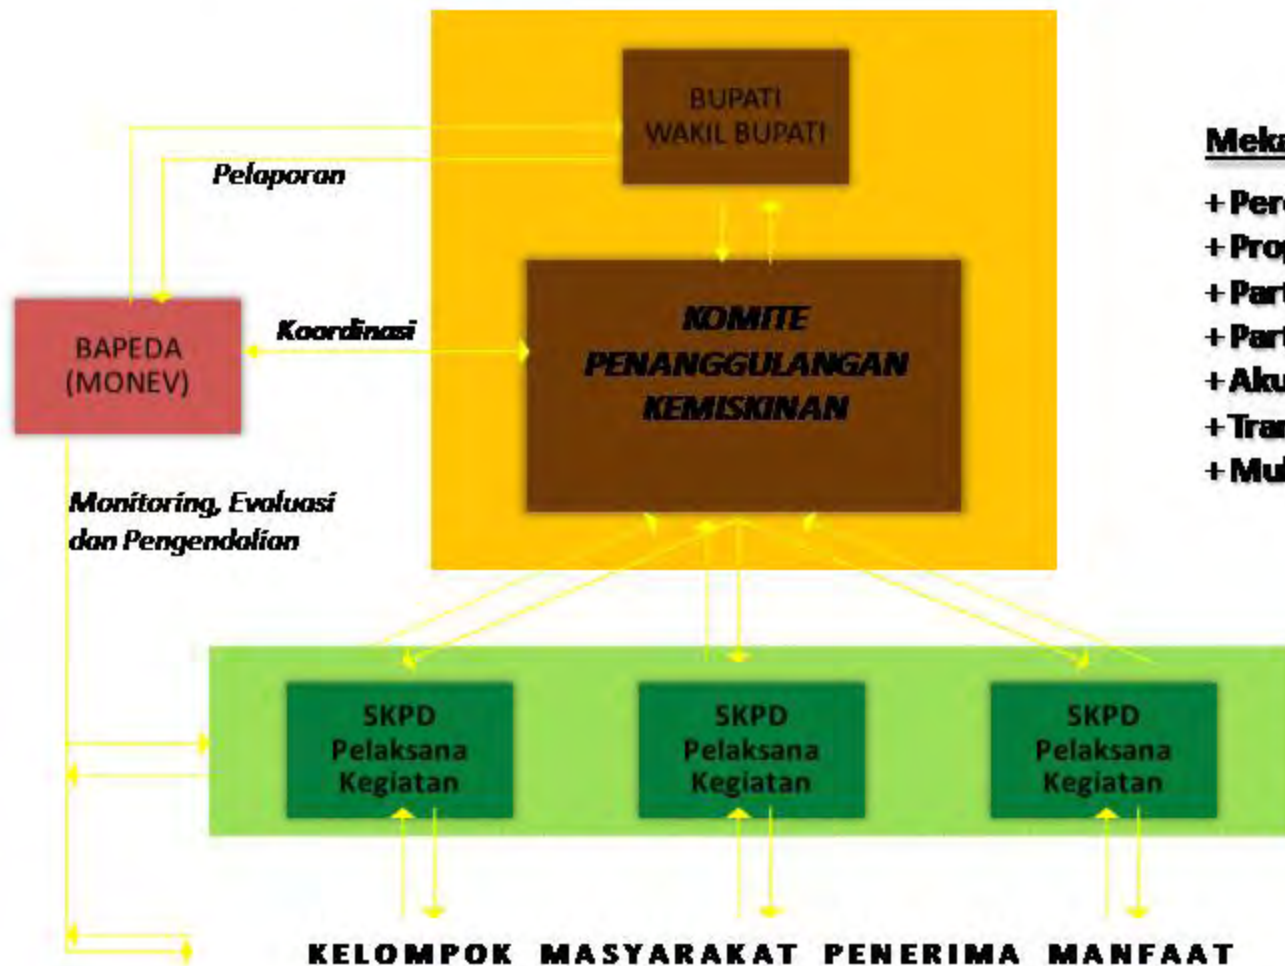 BUPATI
WAKIL BUPATI
Pelaporan
Koordinasi
BAPEDA
(MONEV)
KOMITE
PENANGGULANGAN
KEMISKINAN
Monitoring, Evaluasi
dan Pengendalian
SKPD
Pelaksana
Kegiatan
SKPD
Pelaksana
Kegiatan
SKPD
Pelaksana
Kegiatan
KELOMPOK MASYARAKAT PENERIMA MANFAAT